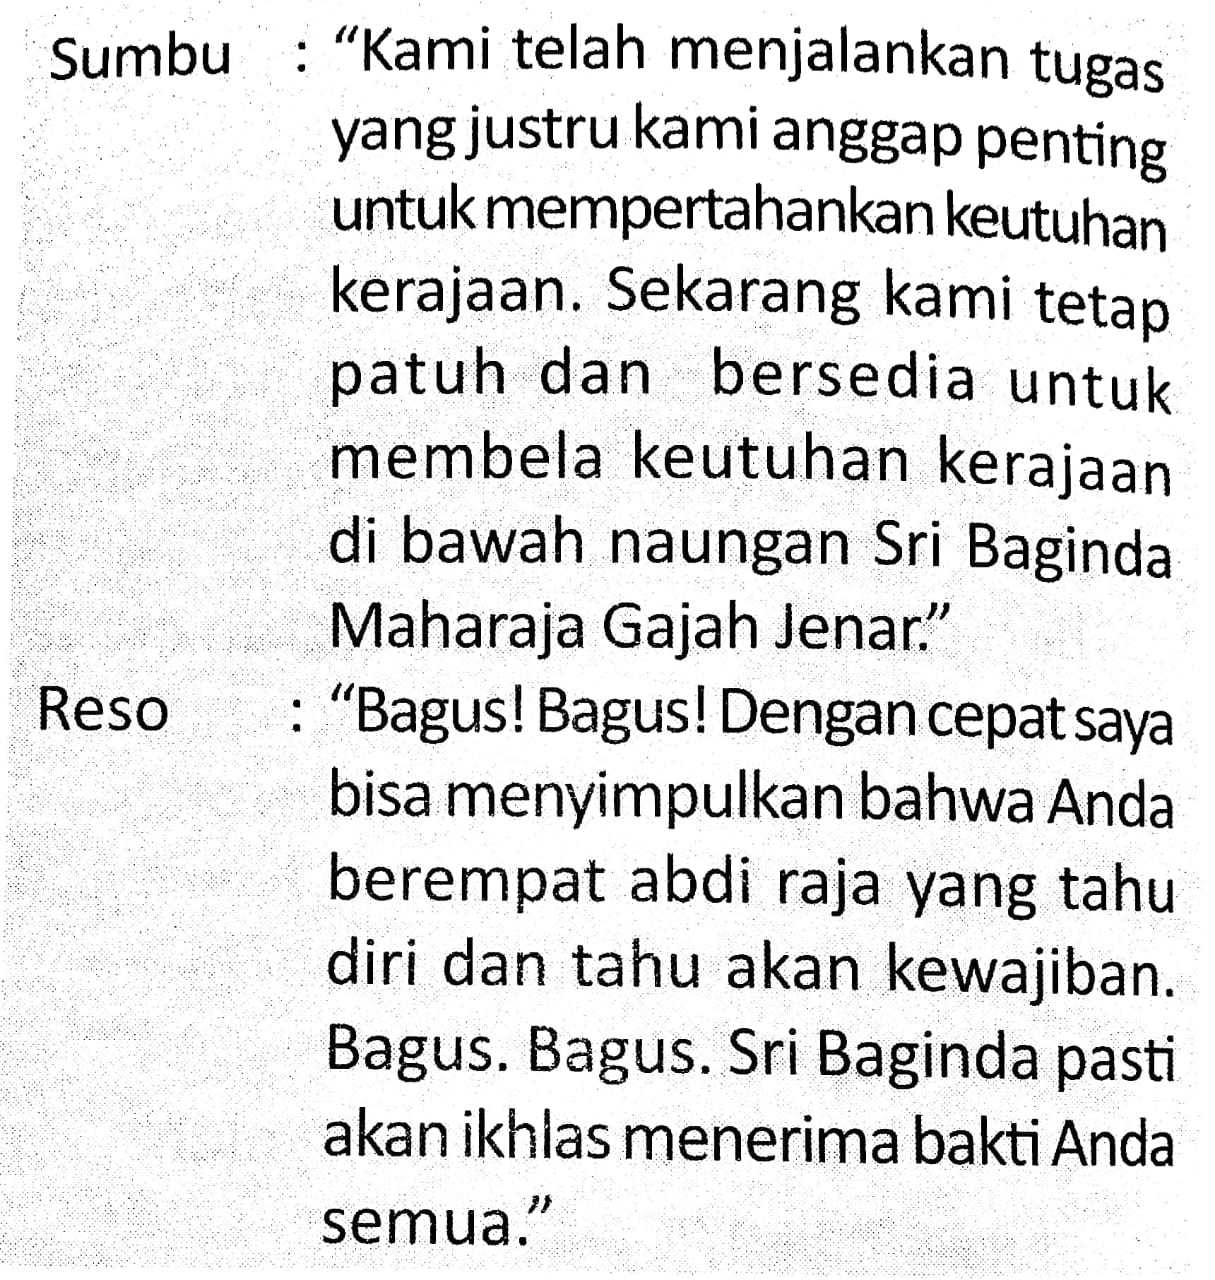 Sumbu : “Kami telah menjalankan tugas
yang justru kami anggap penting
untuk mempertahankan keutuhan
kerajaan. Sekarang kami tetap
patuh dan bersedia untuk
membela keutuhan kerajaan
di bawah naungan Sri Baginda
Maharaja Gajah Jenar.”
Reso : “Bagus! Bagus! Dengan cepat saya
bisa menyimpulkan bahwa Anda
berempat abdi raja yang tahu
diri dan tahu akan kewajiban.
Bagus. Bagus. Sri Baginda pasti
akan ikhlas menerima bakti Anda
semua.”